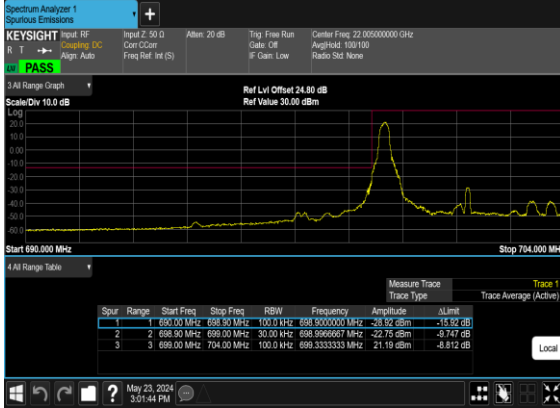 Spectrum Analyzer 1
Spurious Emissions
+
KEYSIGHT Input: RF Input Z: 50 Ω Atten: 20 dB Trig: Free Run Center Freq: 22.005000000 GHz
R T Coupling: DC Corr CCorr Gate: Off Avg|Hold: 100/100
Align: Auto Freq Ref: Int (S) IF Gain: Low Radio Std: None
PASS
3 All Range Graph
Ref Lvl Offset 24.80 dB
Scale/Div 10.0 dB Ref Value 30.00 dBm
Log
20.0
10.0
0.00
-10.0
-20.0
-30.0
-40.0
-50.0
-60.0
Start 690.000 MHz Stop 704.000 MH
4 All Range Table
Measure Trace Trace 1
Trace Type Trace Average (Active)
Spur Range Start Freq Stop Freq RBW Frequency Amplitude ΔLimit
1 1 690.00 MHz 698.90 MHz 100.0 kHz 698.9000000 MHz -28.92 dBm -15.92 dB
2 2 698.90 MHz 699.00 MHz 30.00 kHz 698.9966667 MHz -22.75 dBm -9.747 dB
3 3 699.00 MHz 704.00 MHz 100.0 kHz 699.3333333 MHz 21.19 dBm -8.812 dB
Local
?
May 23, 2024
3:01:44 PM